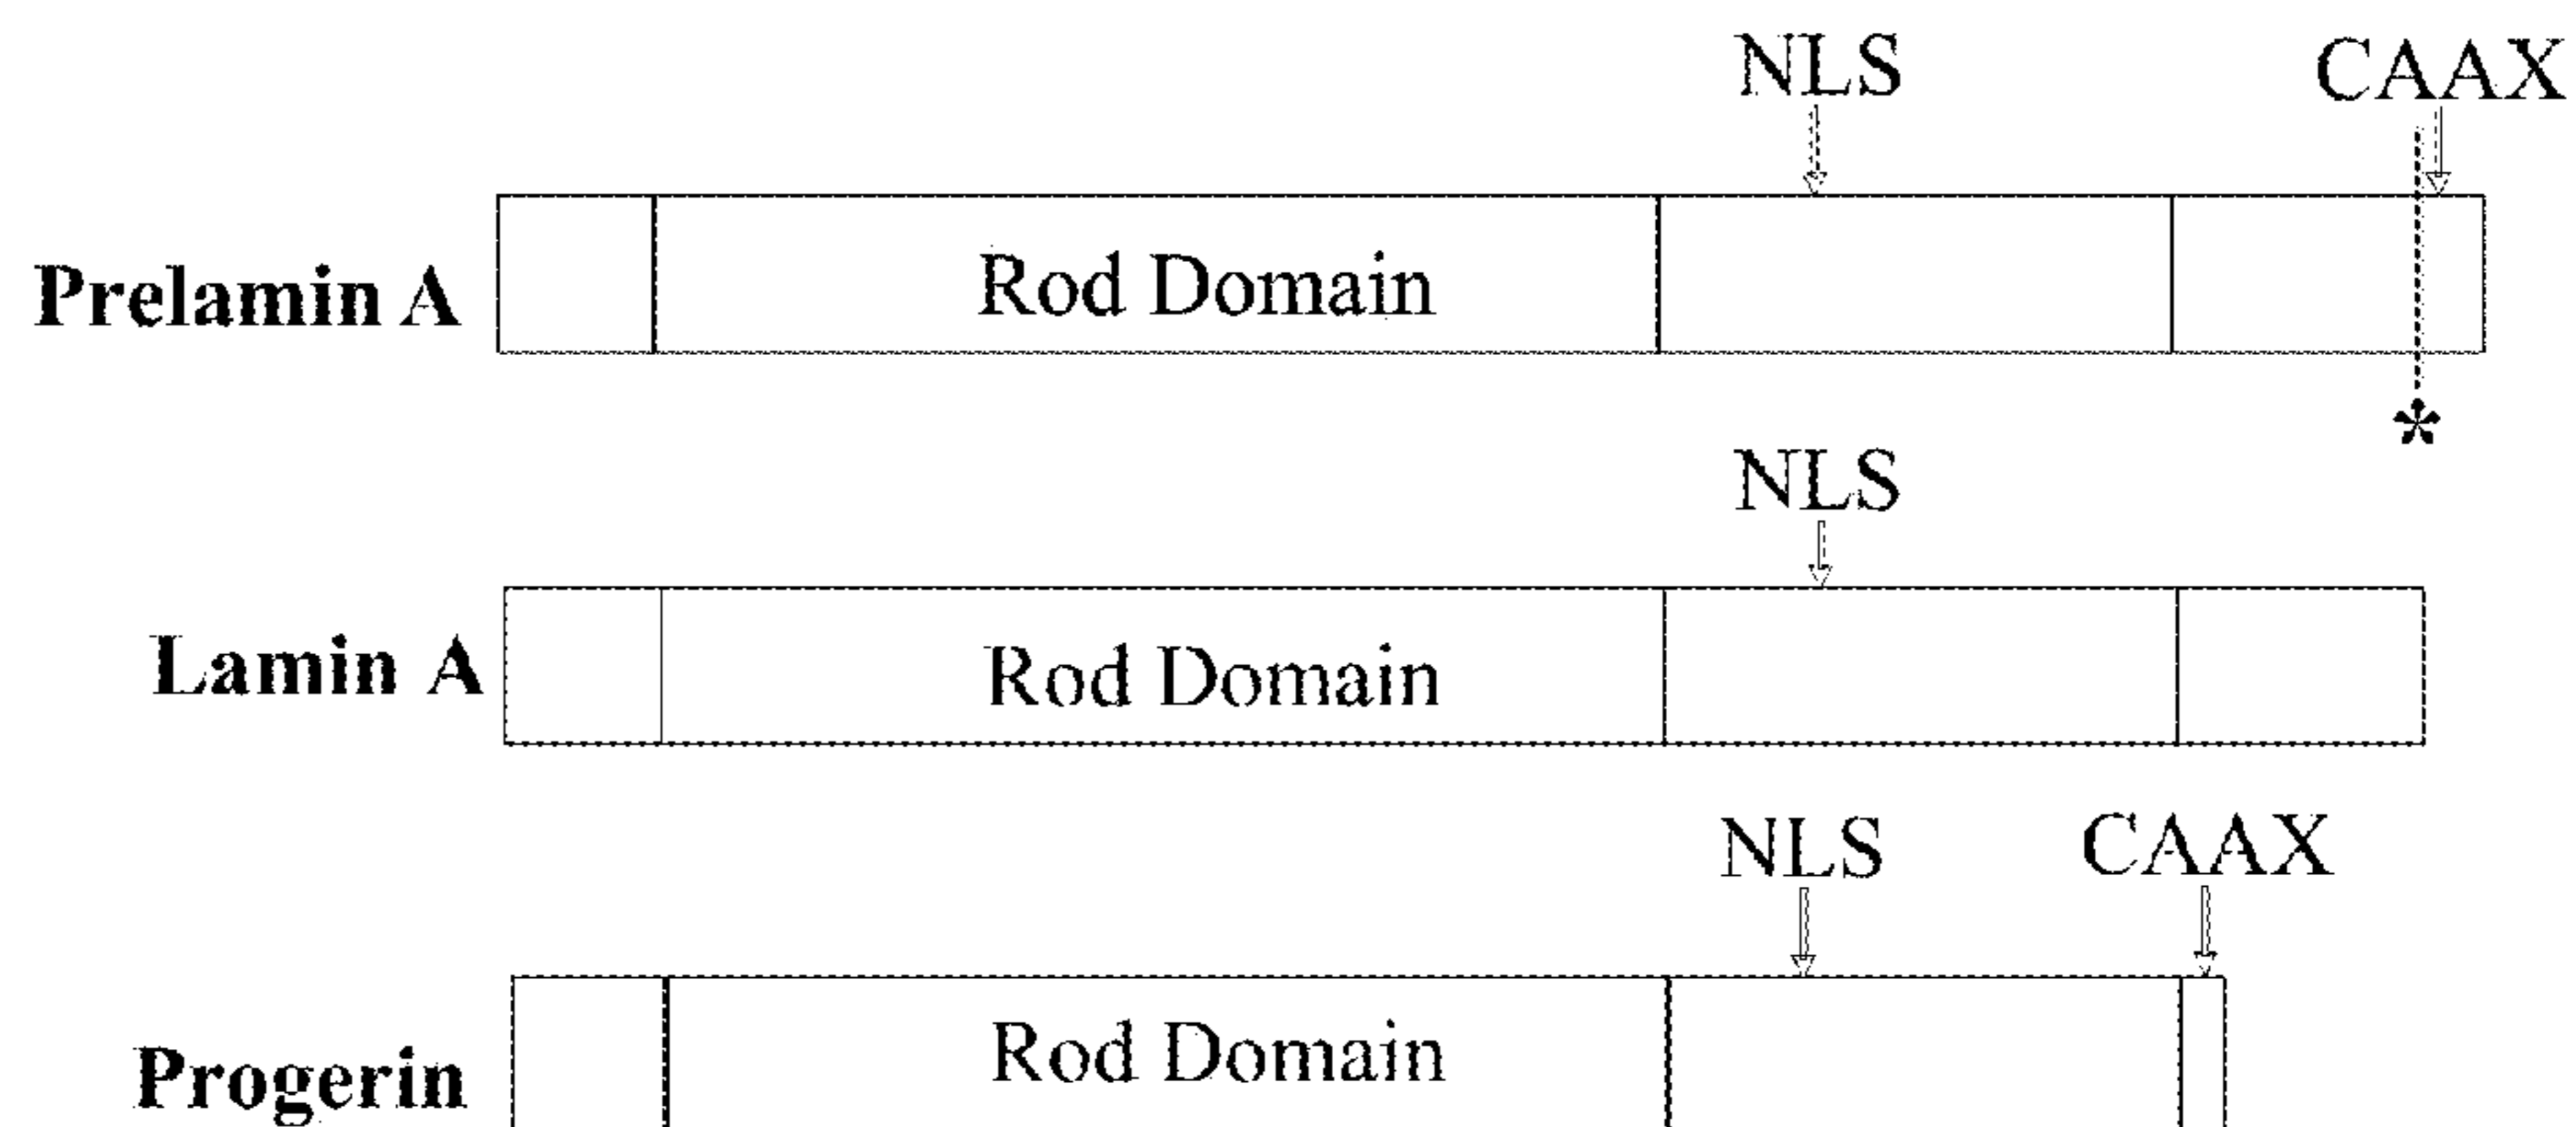 NLS CAAX
Prelamin A Rod Domain
*
NLS
Lamin A Rod Domain
NLS CAAX
Progerin Rod Domain